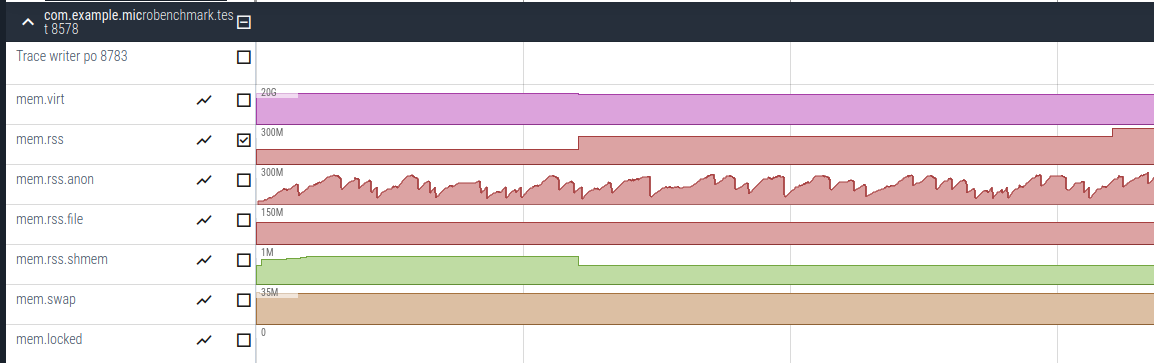 com.example.microbenchmark.tes
t 8578
Trace writer po 8783
mem.virt
20G
mem.rss
300M
mem.rss.anon
300M
mem.rss.file
150M
mem.rss.shmem
1M
mem.swap
35M
mem.locked
0